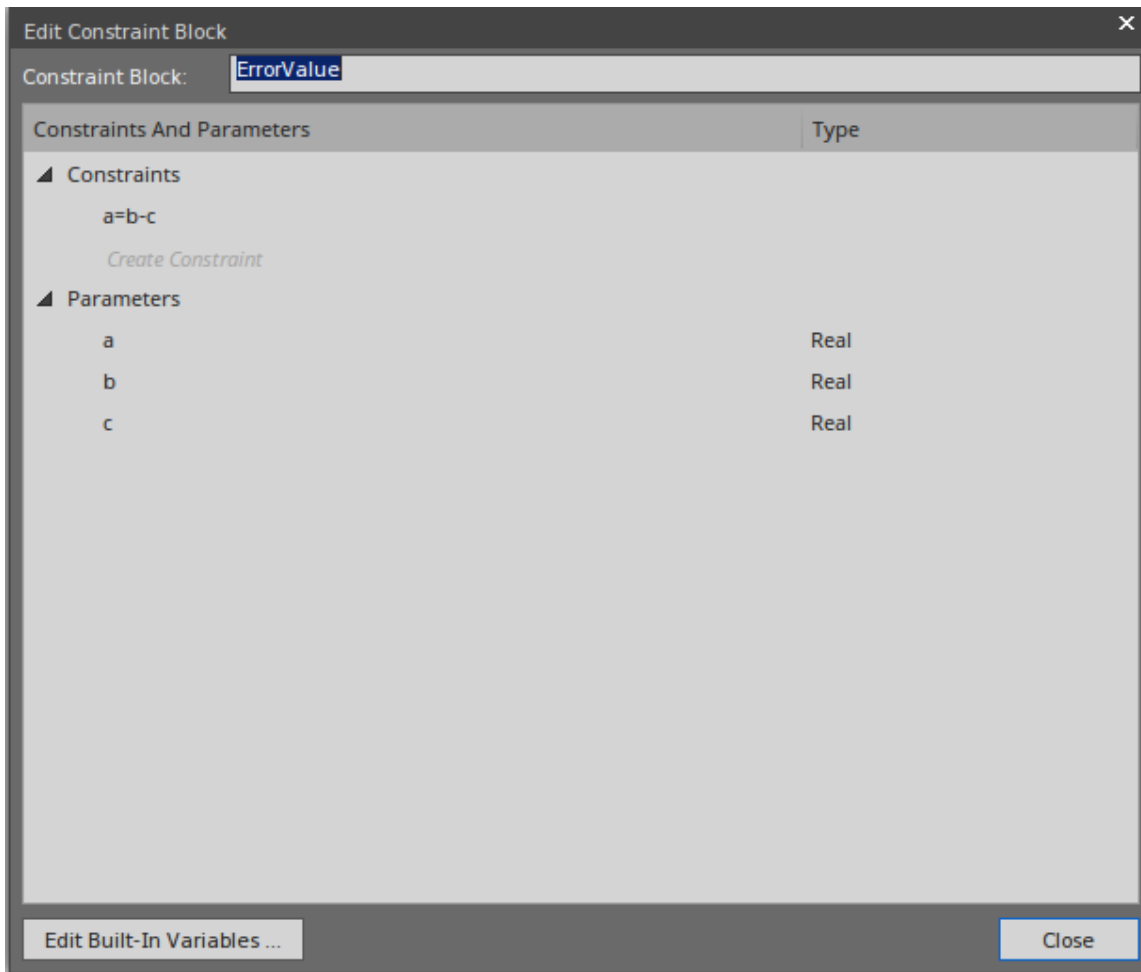 Edit Constraint Block
Constraint Block: ErrorValue
Constraints And Parameters Type
Constraints
a=b-c
Create Constraint
Parameters
a Real
b Real
c Real
Edit Built-In Variables ... Close